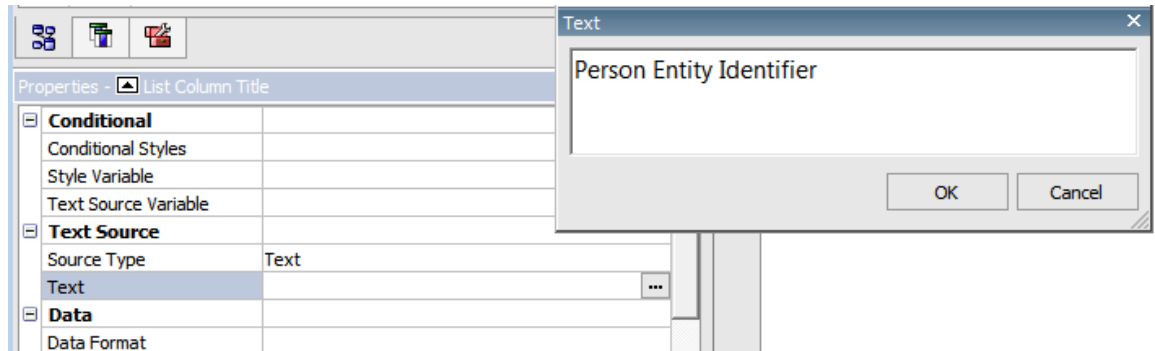 Text
Person Entity Identifier
OK Cancel
Properties - List Column Title
Conditional
Conditional Styles
Style Variable
Text Source Variable
Text Source
Source Type Text
Text ...
Data
Data Format